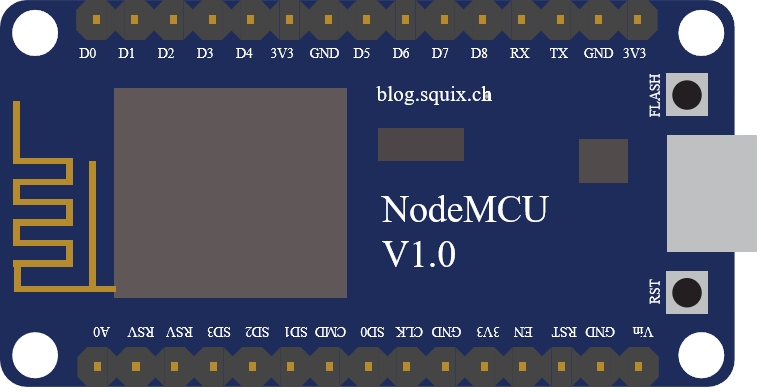 D0 D1 D2 D3 D4 3V3 GND D5 D6 D7 D8 RX TX GND 3V3
blog.squix.ch
FLASH
NodeMCU
V1.0
RST
A0 RSV RSV SD3 SD2 SD1 CMD SD0 CLK GND 3V3 EN RST GND Vin